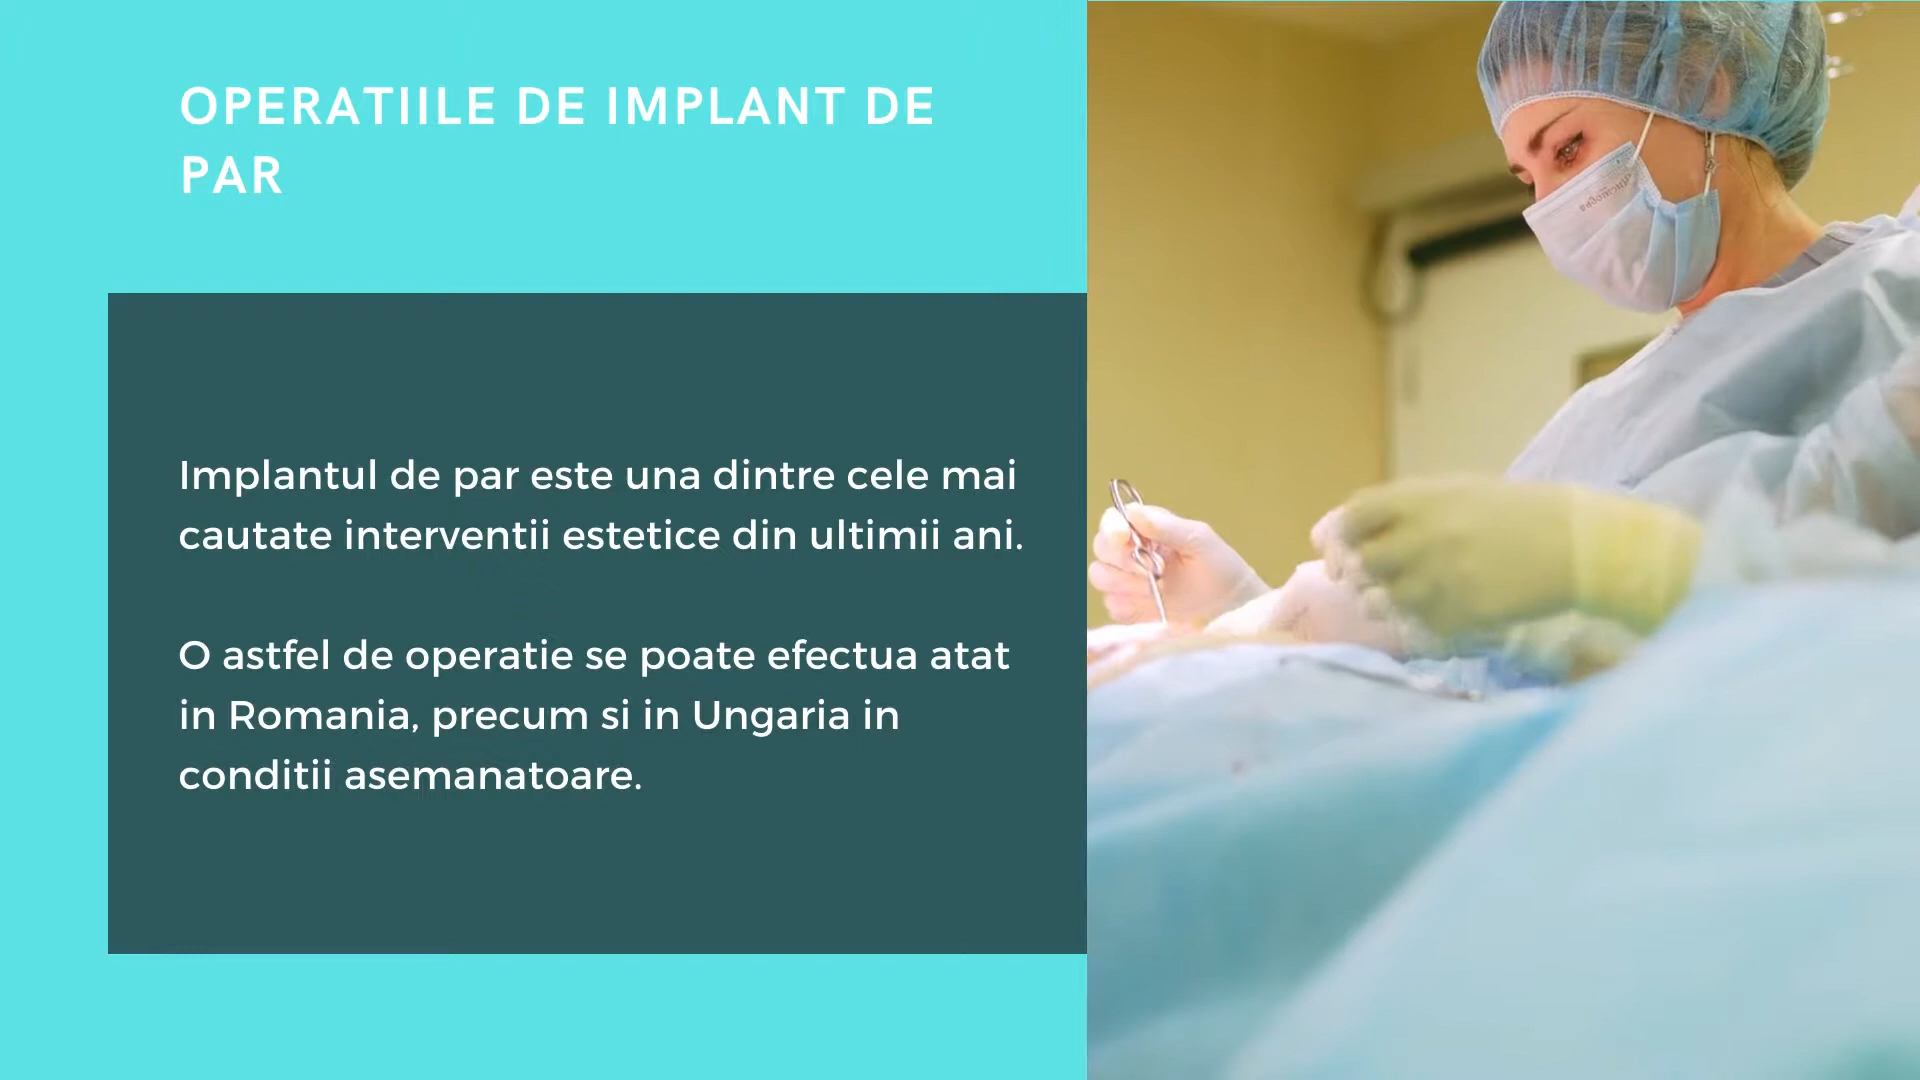 OPERATIILE DE IMPLANT DE
PAR
Implantul de par este una dintre cele mai
cautate interventii estetice din ultimii ani.
O astfel de operatie se poate efectua atat
in Romania, precum si in Ungaria in
conditii asemanatoare.